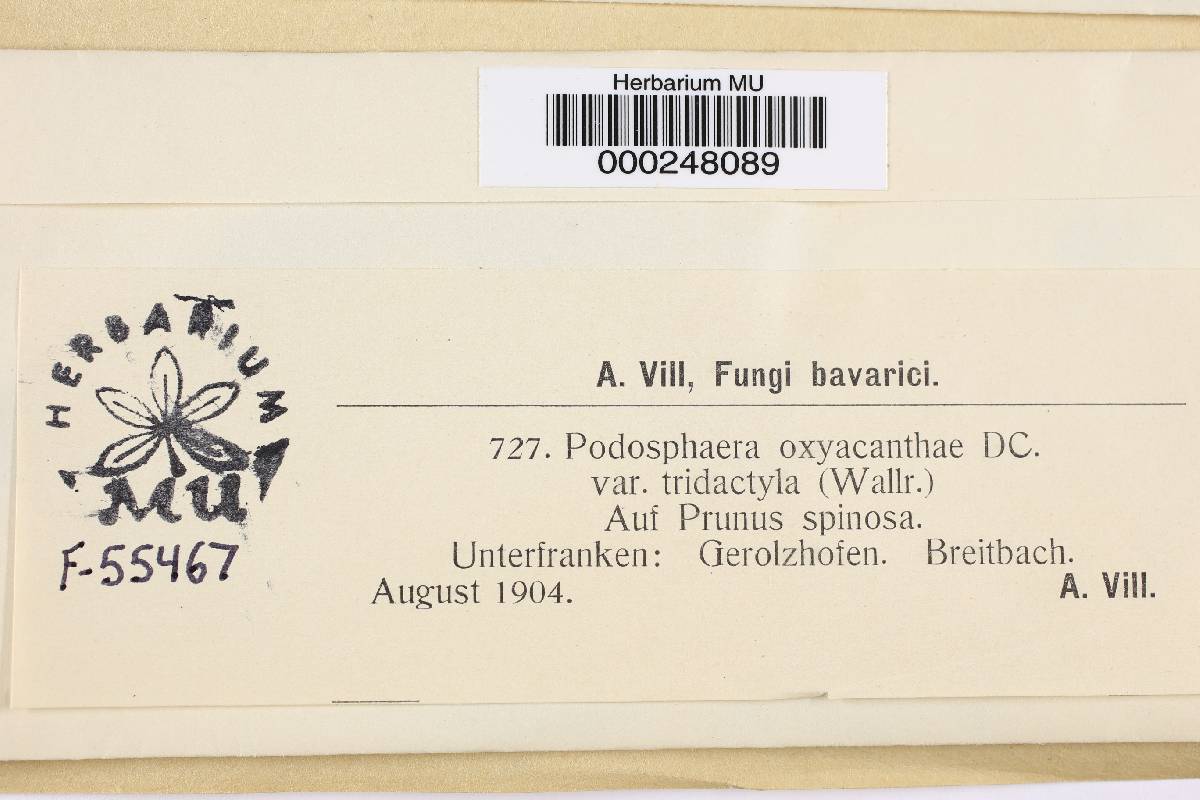 Herbarium MU
000248089
HERBARIUM
MU
F-55467
A. Vill, Fungi bavarici.
727. Podosphaera oxyacanthae DC.
var. tridactyla (Wallr.)
Auf Prunus spinosa.
Unterfranken: Gerolzhofen. Breitbach.
August 1904.
A. Vill.